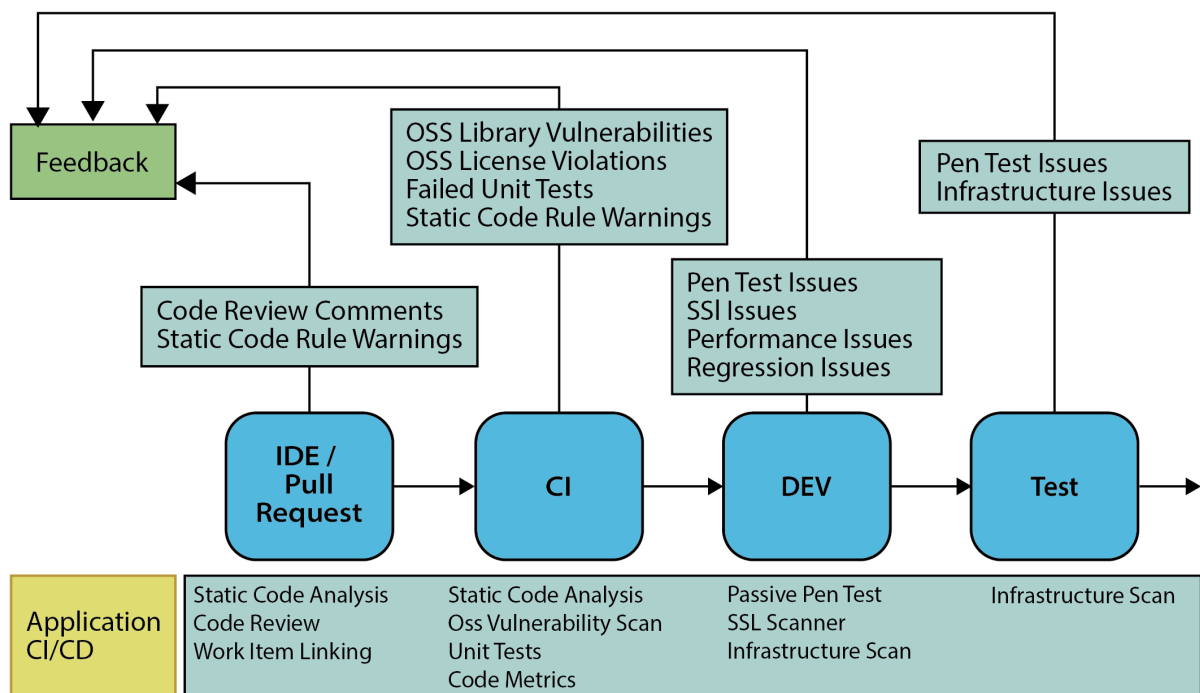 Feedback
OSS Library Vulnerabilities
OSS License Violations
Failed Unit Tests
Static Code Rule Warnings
Pen Test Issues
Infrastructure Issues
Code Review Comments
Static Code Rule Warnings
Pen Test Issues
SSl Issues
Performance Issues
Regression Issues
IDE /
Pull
Request
CI
DEV
Test
Application
CI/CD
Static Code Analysis
Code Review
Work Item Linking
Static Code Analysis
Oss Vulnerability Scan
Unit Tests
Code Metrics
Passive Pen Test
SSL Scanner
Infrastructure Scan
Infrastructure Scan